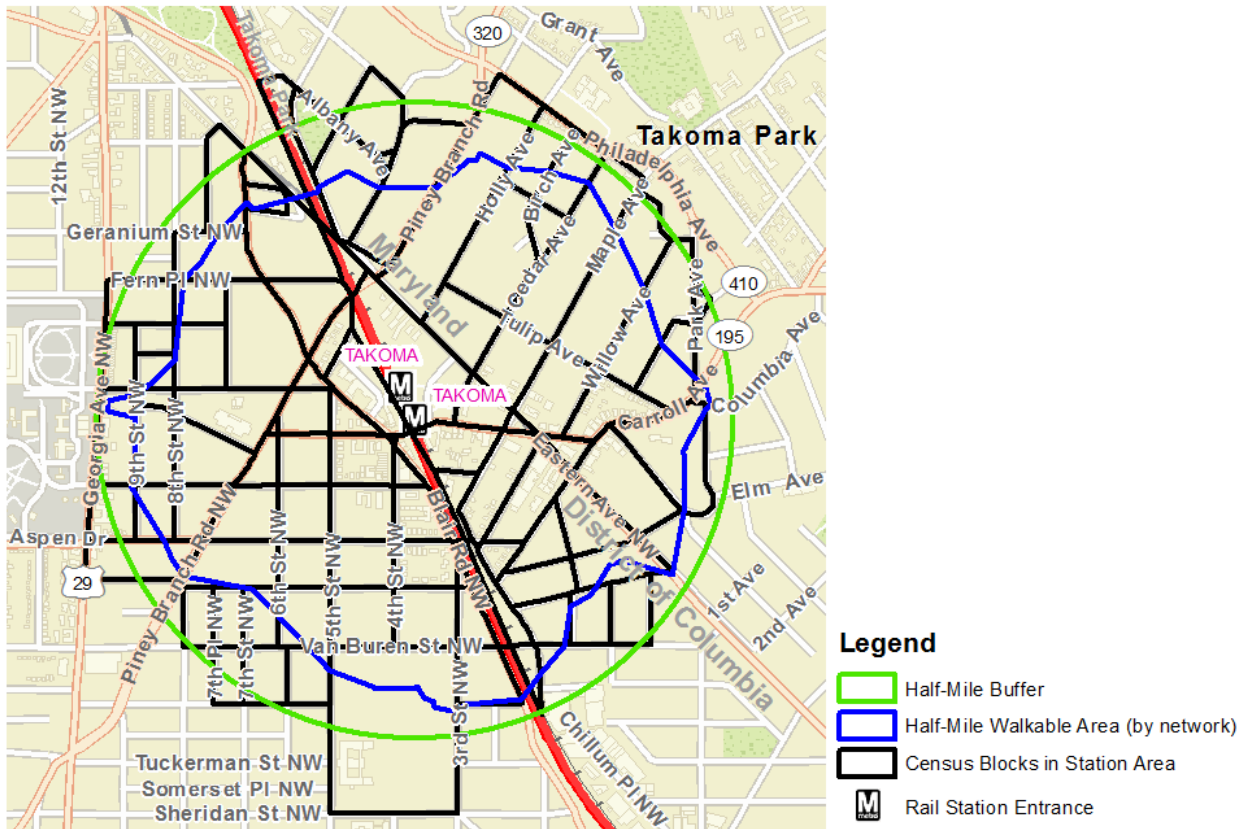 320
Grant Ave
Takoma Park
12th St NW
Albany Ave
Piney Branch Rd
Takoma Park
Philadelphia Ave
Holly Ave
Birch Ave
Geranium St NW
Maryland
Cedar Ave
Maple Ave
Fern Pl NW
410
Park Ave
195
Tulip Ave
Willow Ave
Columbia Ave
TAKOMA
M
metro
TAKOMA
M
Georgia Ave NW
9th St NW
8th St NW
Carroll Ave
Eastern Ave NW
Elm Ave
District of Columbia
Blair Rd NW
Aspen Dr
29
Piney Branch Rd NW
6th St NW
5th St NW
4th St NW
1st Ave
2nd Ave
7th Pl NW
7th St NW
Van Buren St NW
3rd St NW
Chillum Pl NW
Tuckerman St NW
Somerset Pl NW
Sheridan St NW
Legend
Half-Mile Buffer
Half-Mile Walkable Area (by network)
Census Blocks in Station Area
M
metro
Rail Station Entrance